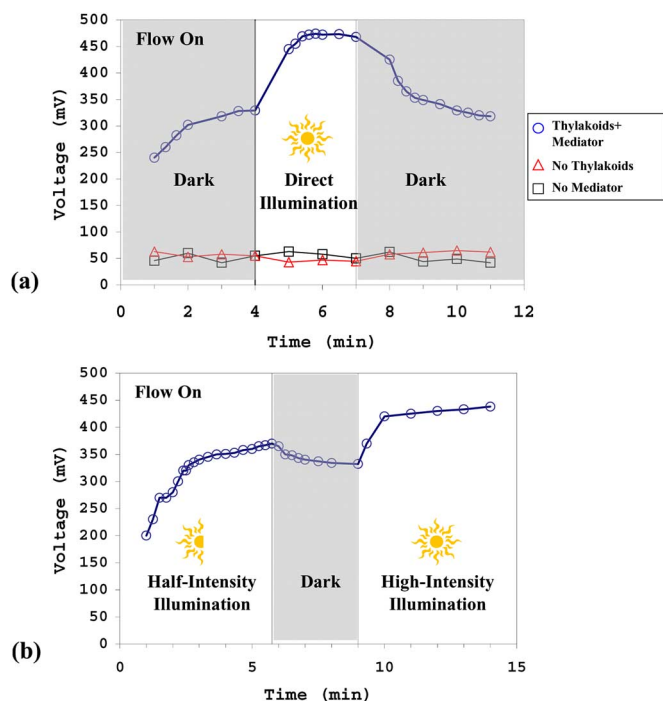 500
450
400
350
300
250
200
150
100
50
0
Voltage (mV)
Flow On
Dark
Direct
Illumination
Dark
0 2 4 6 8 10 12
Time (min)
(a)
Thylakoids+
Mediator
No Thylakoids
No Mediator
500
450
400
350
300
250
200
150
100
50
0
Voltage (mV)
Flow On
Half-Intensity
Illumination
Dark
High-Intensity
Illumination
0 5 10 15
Time (min)
(b)